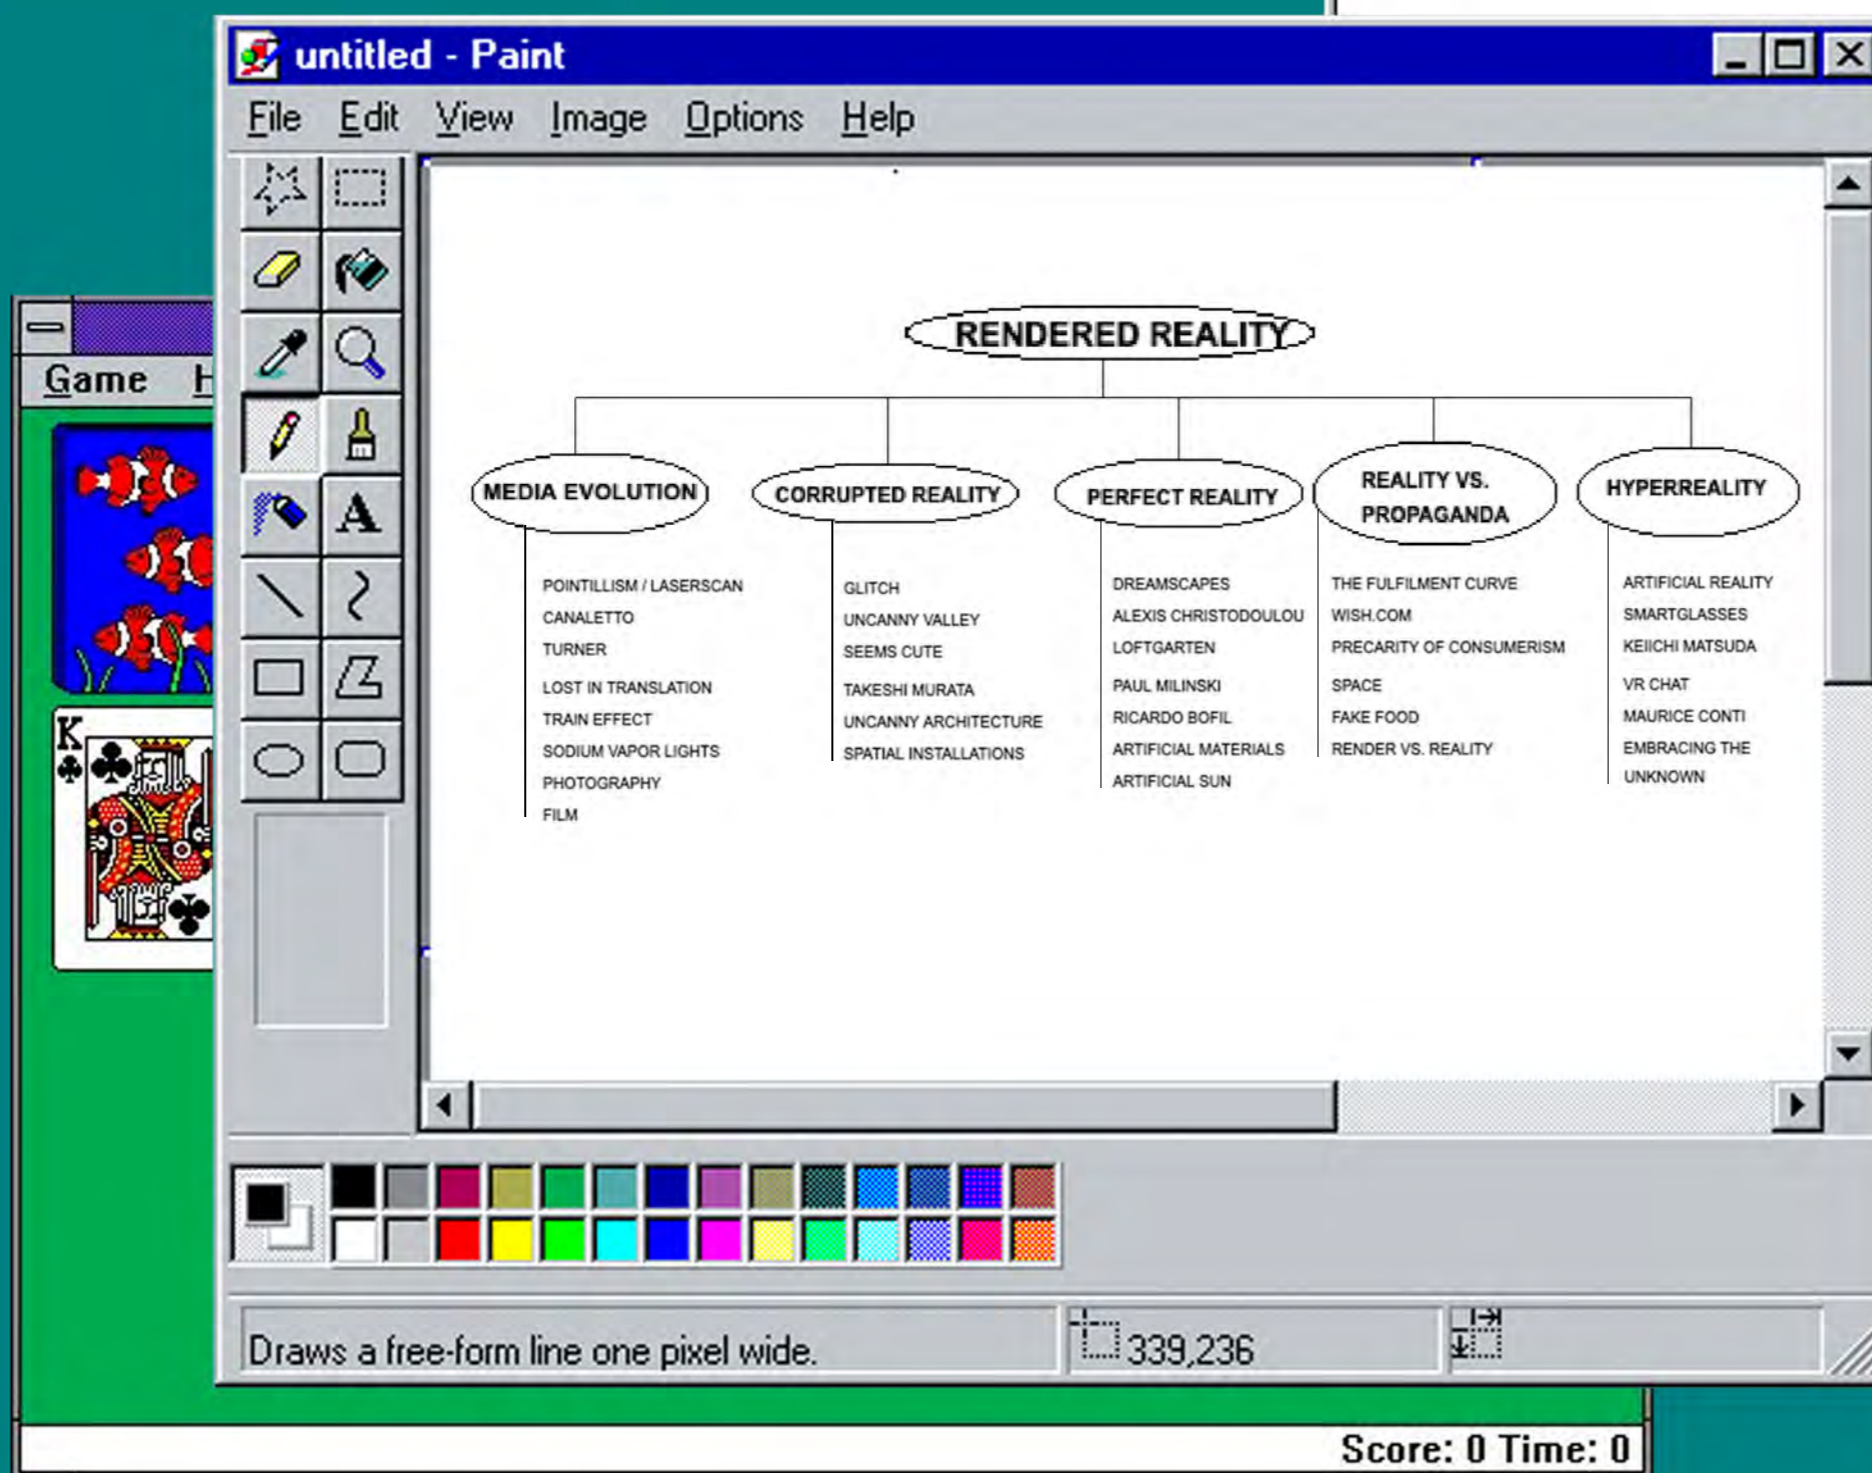 untitled - Paint
File Edit View Image Options Help
Game H
K
A
RENDERED REALITY
MEDIA EVOLUTION
POINTILLISM / LASERSCAN
CANALETTO
TURNER
LOST IN TRANSLATION
TRAIN EFFECT
SODIUM VAPOR LIGHTS
PHOTOGRAPHY
FILM
CORRUPTED REALITY
GLITCH
UNCANNY VALLEY
SEEMS CUTE
TAKESHI MURATA
UNCANNY ARCHITECTURE
SPATIAL INSTALLATIONS
PERFECT REALITY
DREAMSCAPES
ALEXIS CHRISTODOULOU
LOFTGARTEN
PAUL MILINSKI
RICARDO BOFIL
ARTIFICIAL MATERIALS
ARTIFICIAL SUN
REALITY VS.
PROPAGANDA
THE FULFILMENT CURVE
WISH.COM
PRECARITY OF CONSUMERISM
SPACE
FAKE FOOD
RENDER VS. REALITY
HYPERREALITY
ARTIFICIAL REALITY
SMARTGLASSES
KEIICHI MATSUDA
VR CHAT
MAURICE CONTI
EMBRACING THE
UNKNOWN
Draws a free-form line one pixel wide.
339,236
Score: 0 Time: 0